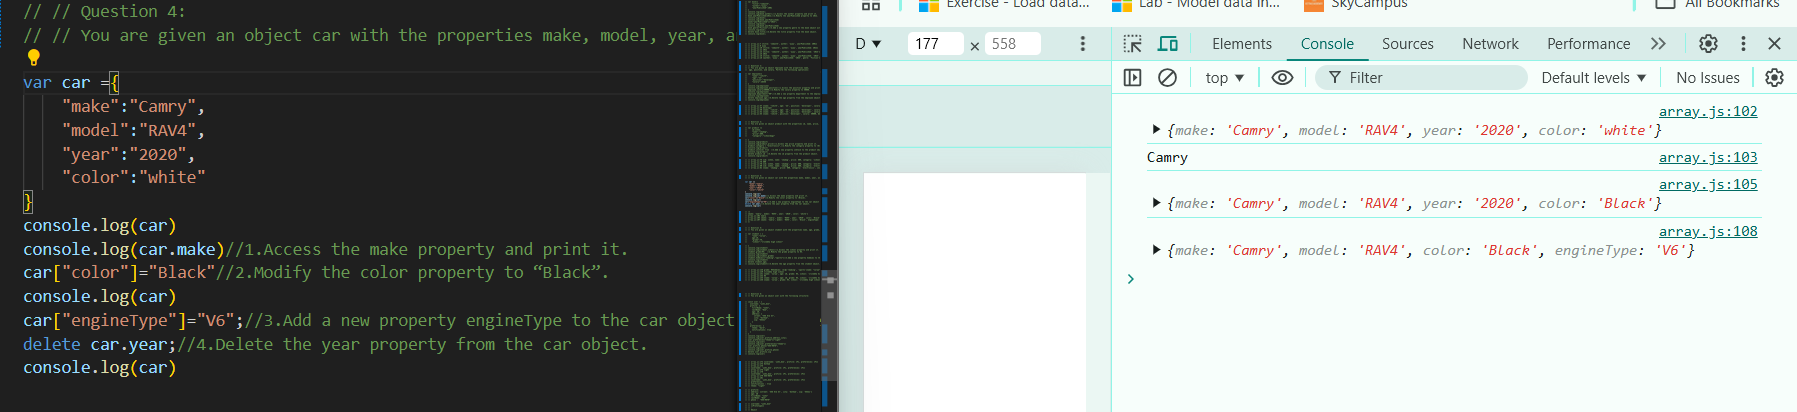 // // Question 4:
// // You are given an object car with the properties make, model, year, a
var car ={
"make":"Camry",
"model":"RAV4",
"year":"2020",
"color":"white"
}
console.log(car)
console.log(car.make)//1.Access the make property and print it.
car["color"]="Black"//2.Modify the color property to “Black”.
console.log(car)
car["engineType"]="V6";//3.Add a new property engineType to the car object
delete car.year;//4.Delete the year property from the car object.
console.log(car)
Exercise - Load data... Lab - Model data in... SkyCampus All Bookmarks
D ▼ 177 × 558
Elements Console Sources Network Performance
top ▼ Filter Default levels ▼ No Issues
array.js:102
▶ {make: 'Camry', model: 'RAV4', year: '2020', color: 'white'}
Camry array.js:103
array.js:105
▶ {make: 'Camry', model: 'RAV4', year: '2020', color: 'Black'}
array.js:108
▶ {make: 'Camry', model: 'RAV4', color: 'Black', engineType: 'V6'}